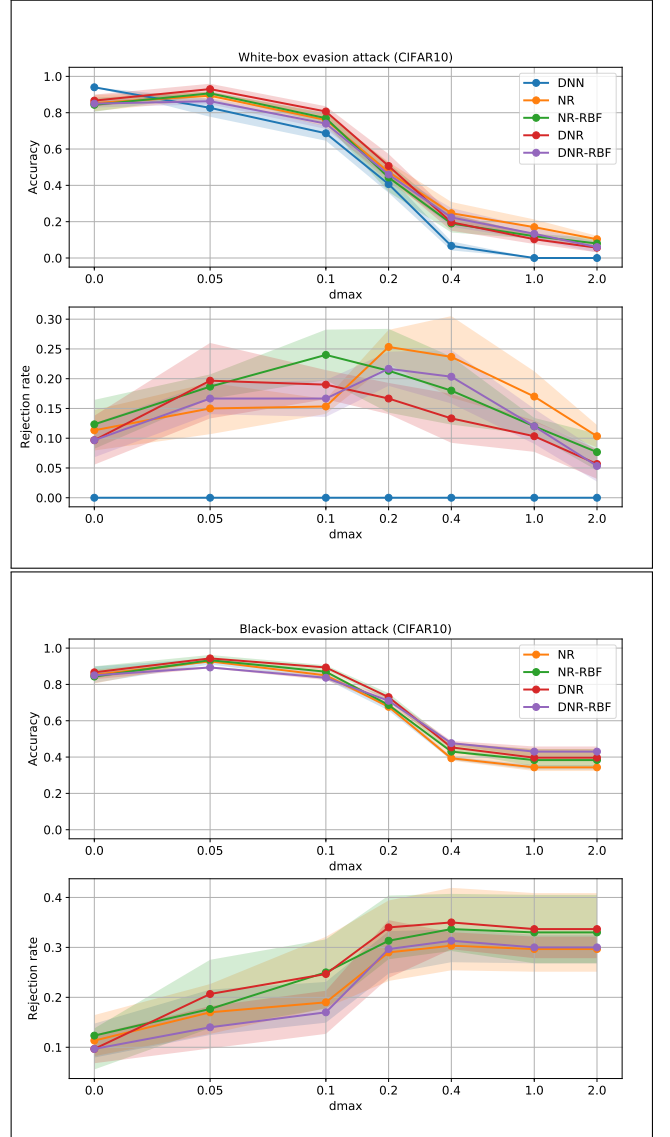 White-box evasion attack (CIFAR10)
1.0
0.8
0.6
0.4
0.2
0.0
Accuracy
DNN
NR
NR-RBF
DNR
DNR-RBF
0.0 0.05 0.1 0.2 0.4 1.0 2.0
dmax
0.30
0.25
0.20
0.15
0.10
0.05
0.00
Rejection rate
0.0 0.05 0.1 0.2 0.4 1.0 2.0
dmax
Black-box evasion attack (CIFAR10)
1.0
0.8
0.6
0.4
0.2
0.0
Accuracy
NR
NR-RBF
DNR
DNR-RBF
0.0 0.05 0.1 0.2 0.4 1.0 2.0
dmax
0.4
0.3
0.2
0.1
Rejection rate
0.0 0.05 0.1 0.2 0.4 1.0 2.0
dmax